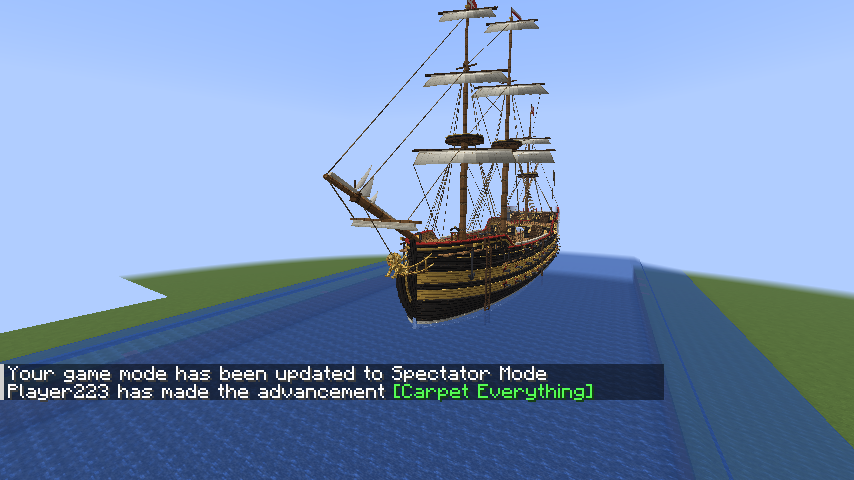 Your game mode has been updated to Spectator Mode
Player223 has made the advancement [Carpet Everything]